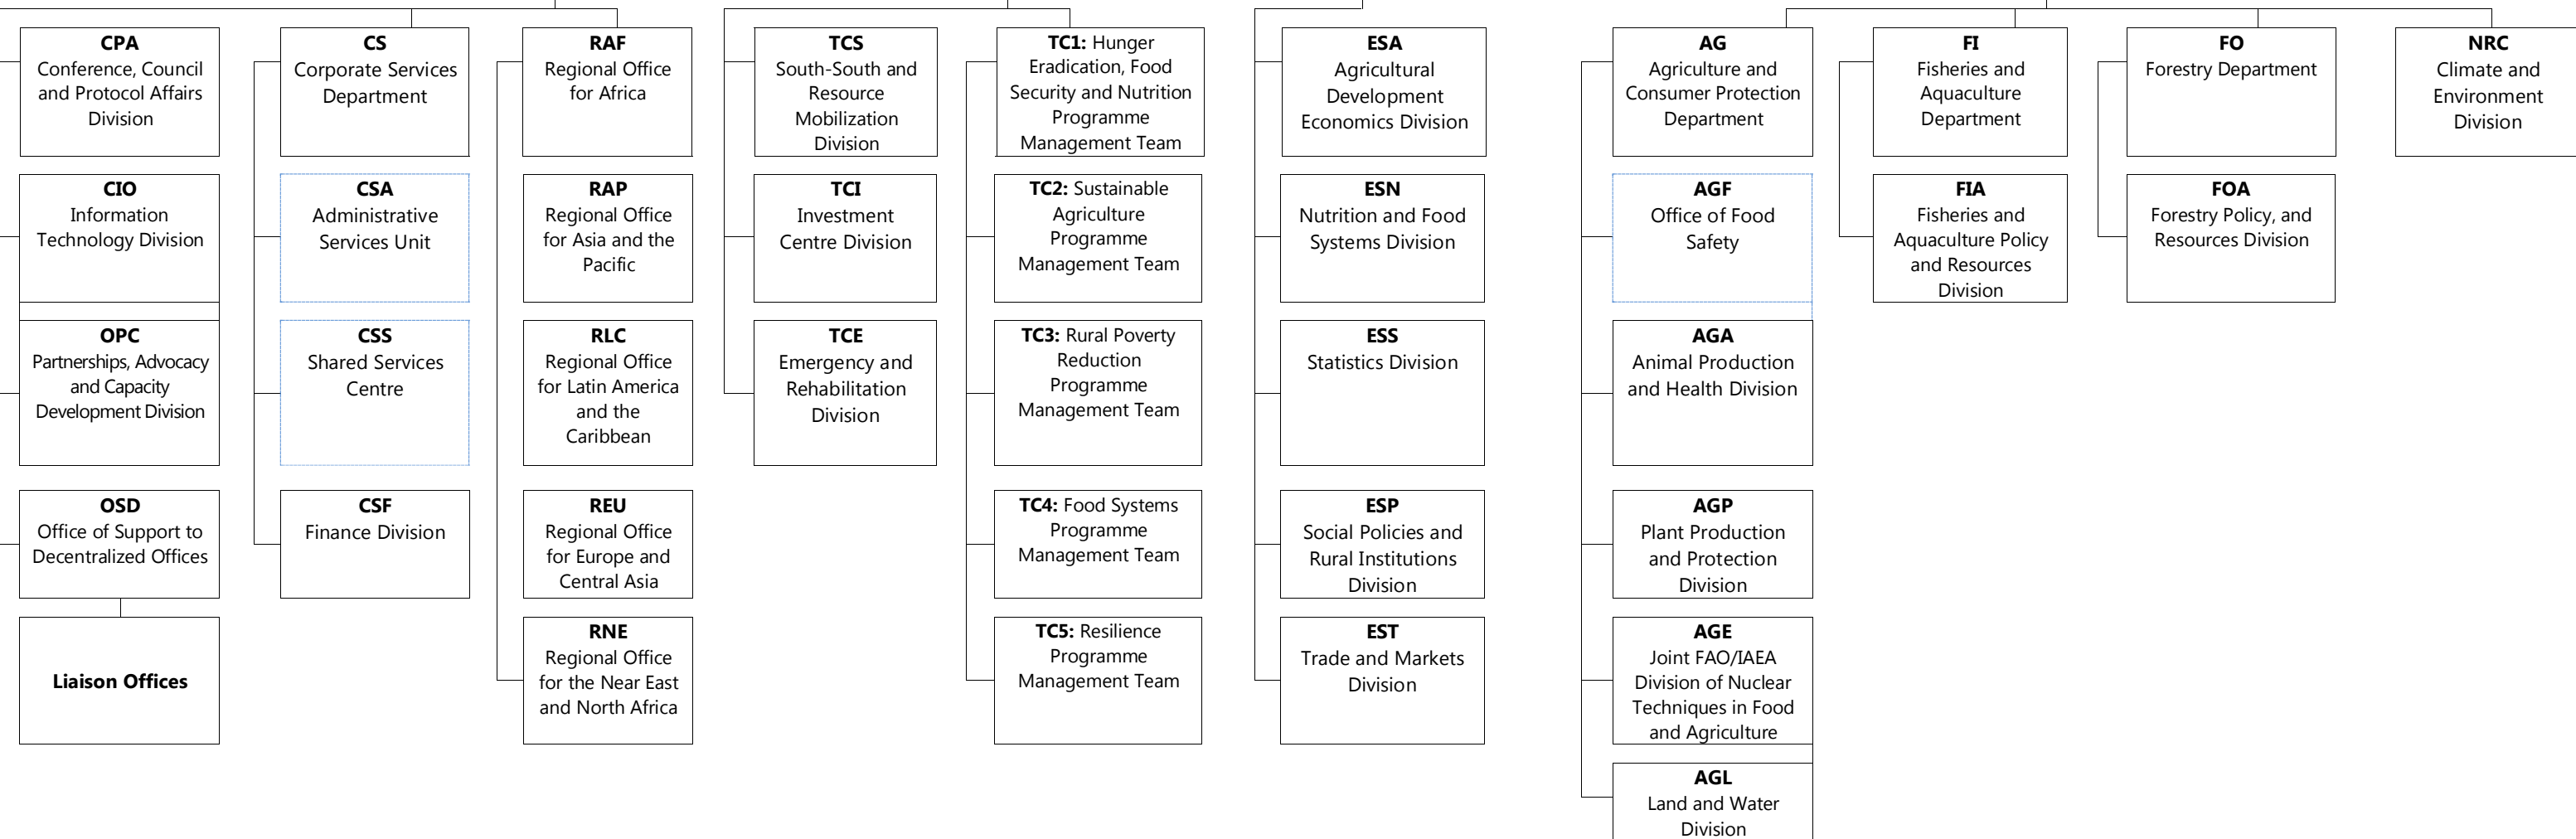 CPA
Conference, Council
and Protocol Affairs
Division
CIO
Information
Technology Division
OPC
Partnerships, Advocacy
and Capacity
Development Division
OSD
Office of Support to
Decentralized Offices
Liaison Offices
CS
Corporate Services
Department
CSA
Administrative
Services Unit
CSS
Shared Services
Centre
CSF
Finance Division
RAF
Regional Office
for Africa
RAP
Regional Office
for Asia and the
Pacific
RLC
Regional Office
for Latin America
and the
Caribbean
REU
Regional Office
for Europe and
Central Asia
RNE
Regional Office
for the Near East
and North Africa
TCS
South-South and
Resource
Mobilization
Division
TCI
Investment
Centre Division
TCE
Emergency and
Rehabilitation
Division
TC1: Hunger
Eradication, Food
Security and Nutrition
Programme
Management Team
TC2: Sustainable
Agriculture
Programme
Management Team
TC3: Rural Poverty
Reduction
Programme
Management Team
TC4: Food Systems
Programme
Management Team
TC5: Resilience
Programme
Management Team
ESA
Agricultural
Development
Economics Division
ESN
Nutrition and Food
Systems Division
ESS
Statistics Division
ESP
Social Policies and
Rural Institutions
Division
EST
Trade and Markets
Division
AG
Agriculture and
Consumer Protection
Department
AGF
Office of Food
Safety
AGA
Animal Production
and Health Division
AGP
Plant Production
and Protection
Division
AGE
Joint FAO/IAEA
Division of Nuclear
Techniques in Food
and Agriculture
AGL
Land and Water
Division
FI
Fisheries and
Aquaculture
Department
FIA
Fisheries and
Aquaculture Policy
and Resources
Division
FO
Forestry Department
FOA
Forestry Policy, and
Resources Division
NRC
Climate and
Environment
Division